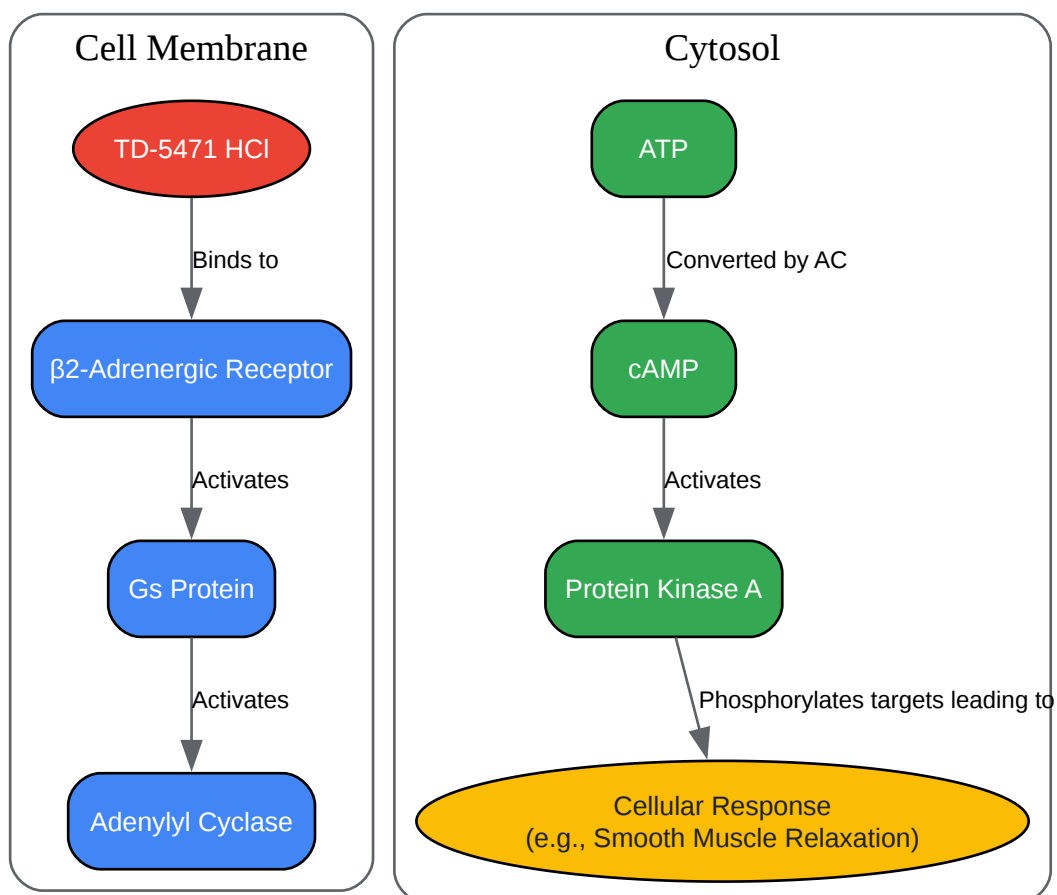 Cell Membrane
TD-5471 HCl
Binds to
β2-Adrenergic Receptor
Activates
Gs Protein
Activates
Adenylyl Cyclase
Cytosol
ATP
Converted by AC
cAMP
Activates
Protein Kinase A
Phosphorylates targets leading to
Cellular Response
(e.g., Smooth Muscle Relaxation)